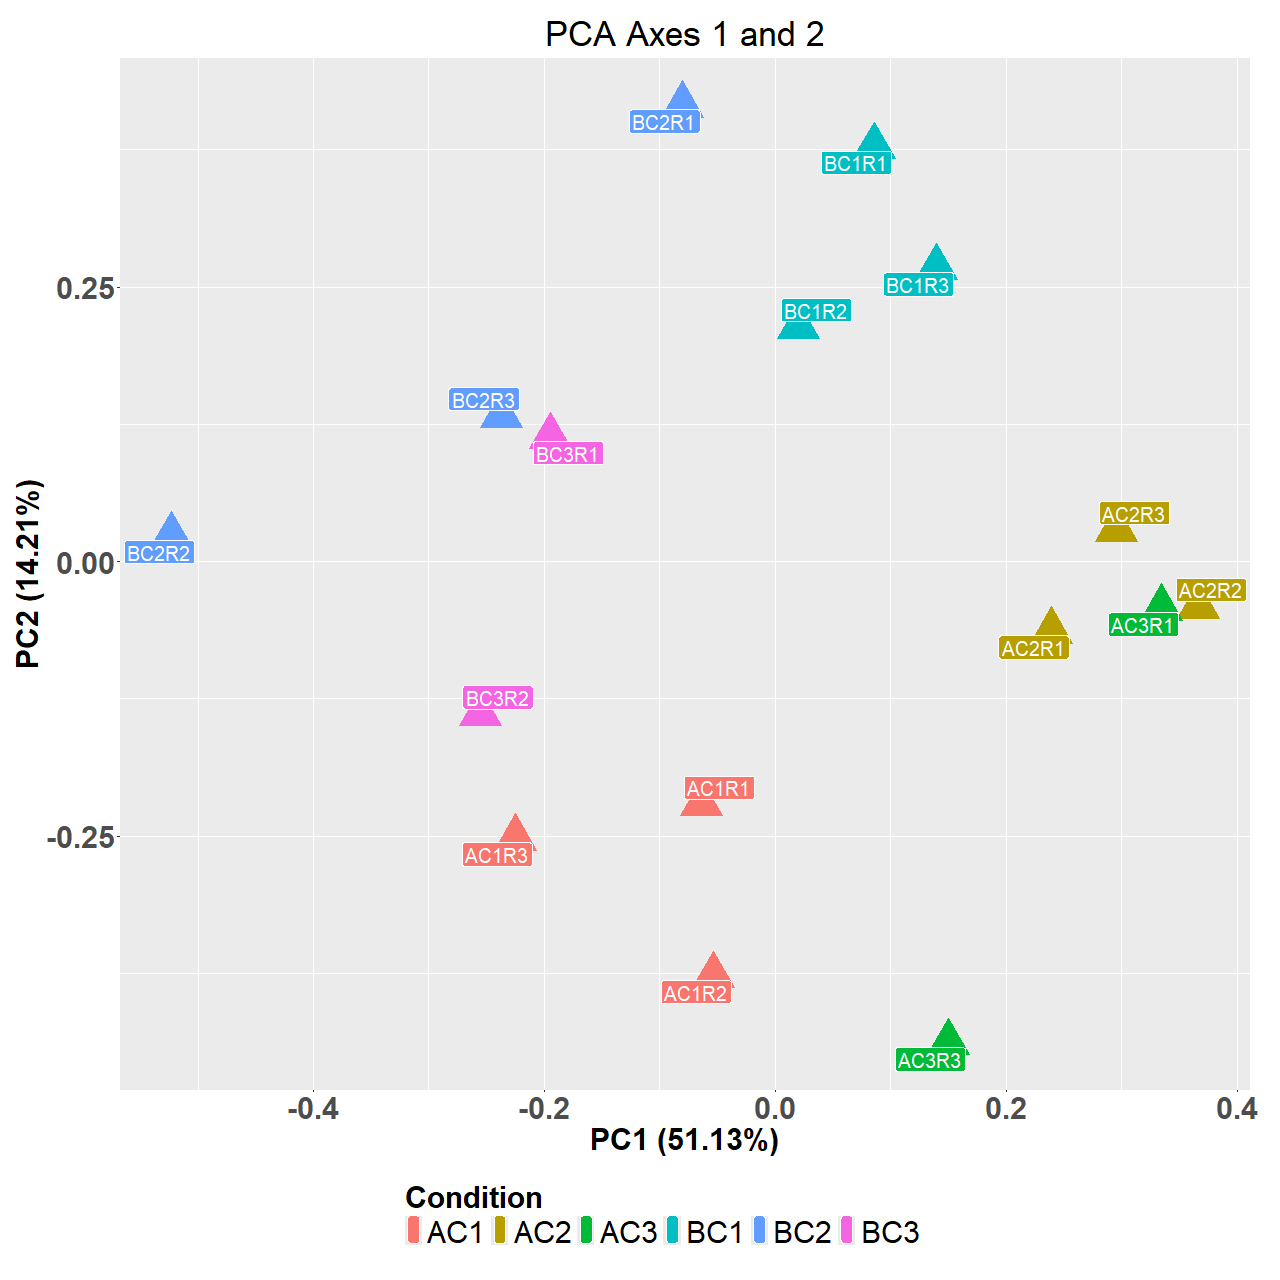 PCA Axes 1 and 2
BC2R1
BC1R1
BC1R3
BC1R2
BC2R3
BC3R1
BC2R2
AC2R3
AC2R2
AC3R1
AC2R1
BC3R2
AC1R1
AC1R3
AC1R2
AC3R3
0.25
0.00
-0.25
PC2 (14.21%)
-0.4 -0.2 0.0 0.2 0.4
PC1 (51.13%)
Condition
AC1 AC2 AC3 BC1 BC2 BC3